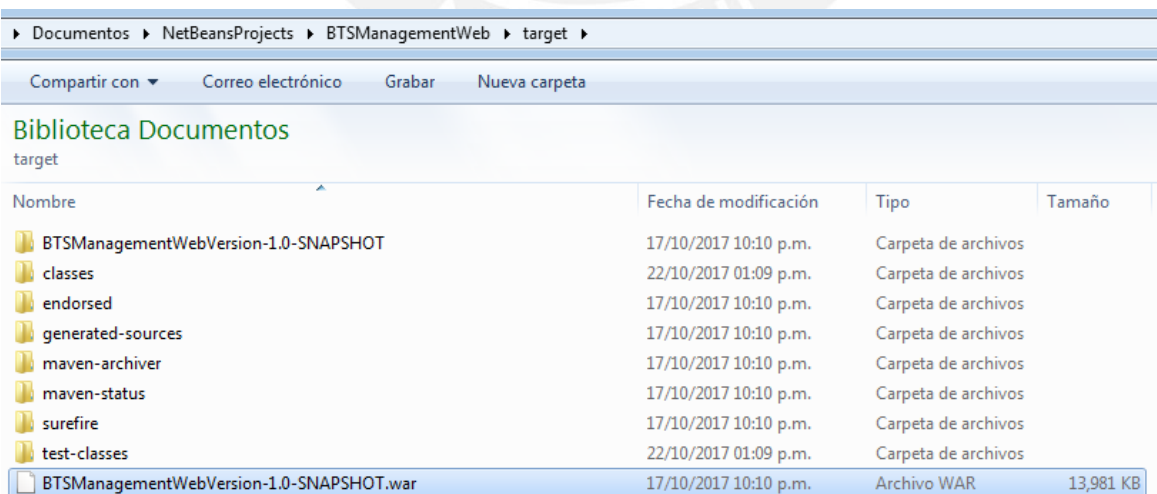 Documentos NetBeansProjects BTSManagementWeb target
Compartir con Correo electrónico Grabar Nueva carpeta
Biblioteca Documentos
target
Nombre Fecha de modificación Tipo Tamaño
BTSManagementWebVersion-1.0-SNAPSHOT 17/10/2017 10:10 p.m. Carpeta de archivos
classes 22/10/2017 01:09 p.m. Carpeta de archivos
endorsed 17/10/2017 10:10 p.m. Carpeta de archivos
generated-sources 17/10/2017 10:10 p.m. Carpeta de archivos
maven-archiver 17/10/2017 10:10 p.m. Carpeta de archivos
maven-status 17/10/2017 10:10 p.m. Carpeta de archivos
surefire 17/10/2017 10:10 p.m. Carpeta de archivos
test-classes 22/10/2017 01:09 p.m. Carpeta de archivos
BTSManagementWebVersion-1.0-SNAPSHOT.war 17/10/2017 10:10 p.m. Archivo WAR 13,981 KB